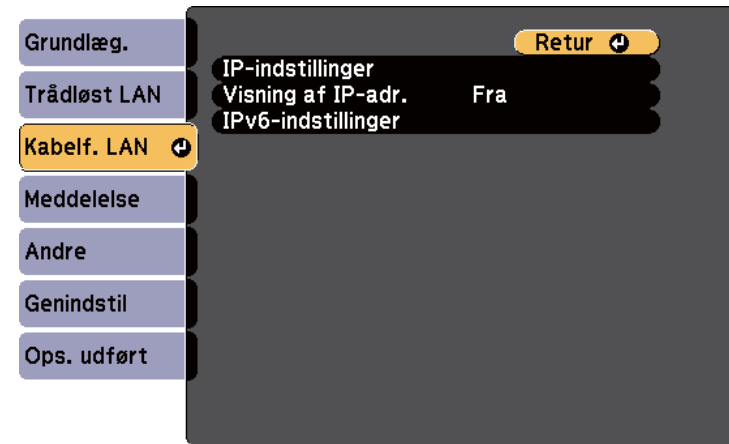 Grundlæg.
Trådløst LAN
Kabelf. LAN
Meddelelse
Andre
Genindstil
Ops. udført
Retur
IP-indstillinger
Visning af IP-adr. Fra
IPv6-indstillinger